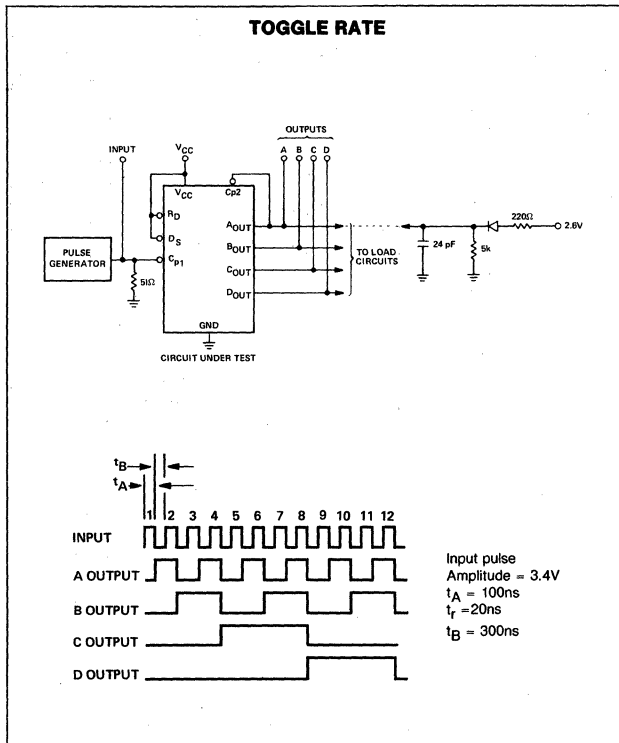 TOGGLE RATE
OUTPUTS
A B C D
INPUT
VCC
VCC
Cp2
RD
DS
Cp1
PULSE GENERATOR
51Ω
AOUT
BOUT
COUT
DOUT
GND
CIRCUIT UNDER TEST
TO LOAD CIRCUITS
24 pF
5k
220Ω
2.6V
tB
tA
1 2 3 4 5 6 7 8 9 10 11 12
INPUT
A OUTPUT
B OUTPUT
C OUTPUT
D OUTPUT
Input pulse
Amplitude = 3.4V
tA = 100ns
tr =20ns
tB = 300ns